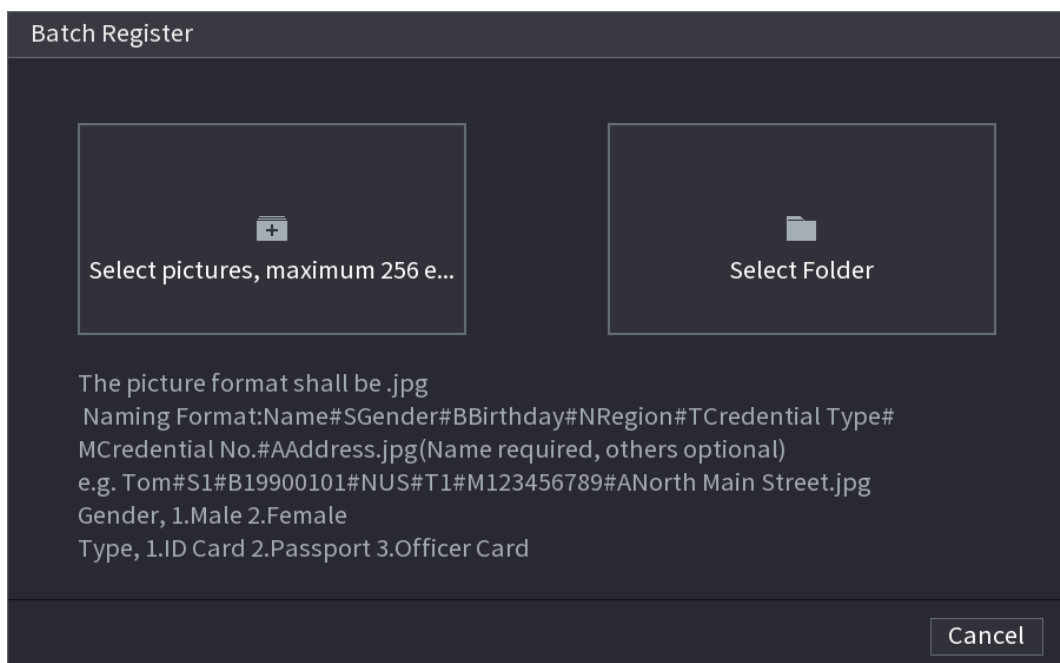 Batch Register
Select pictures, maximum 256 e...
Select Folder
The picture format shall be .jpg
Naming Format:Name#SGender#BBirthday#NRegion#TCredential Type#
MCredential No.#AAddress.jpg(Name required, others optional)
e.g. Tom#S1#B19900101#NUS#T1#M123456789#ANorth Main Street.jpg
Gender, 1.Male 2.Female
Type, 1.ID Card 2.Passport 3.Officer Card
Cancel